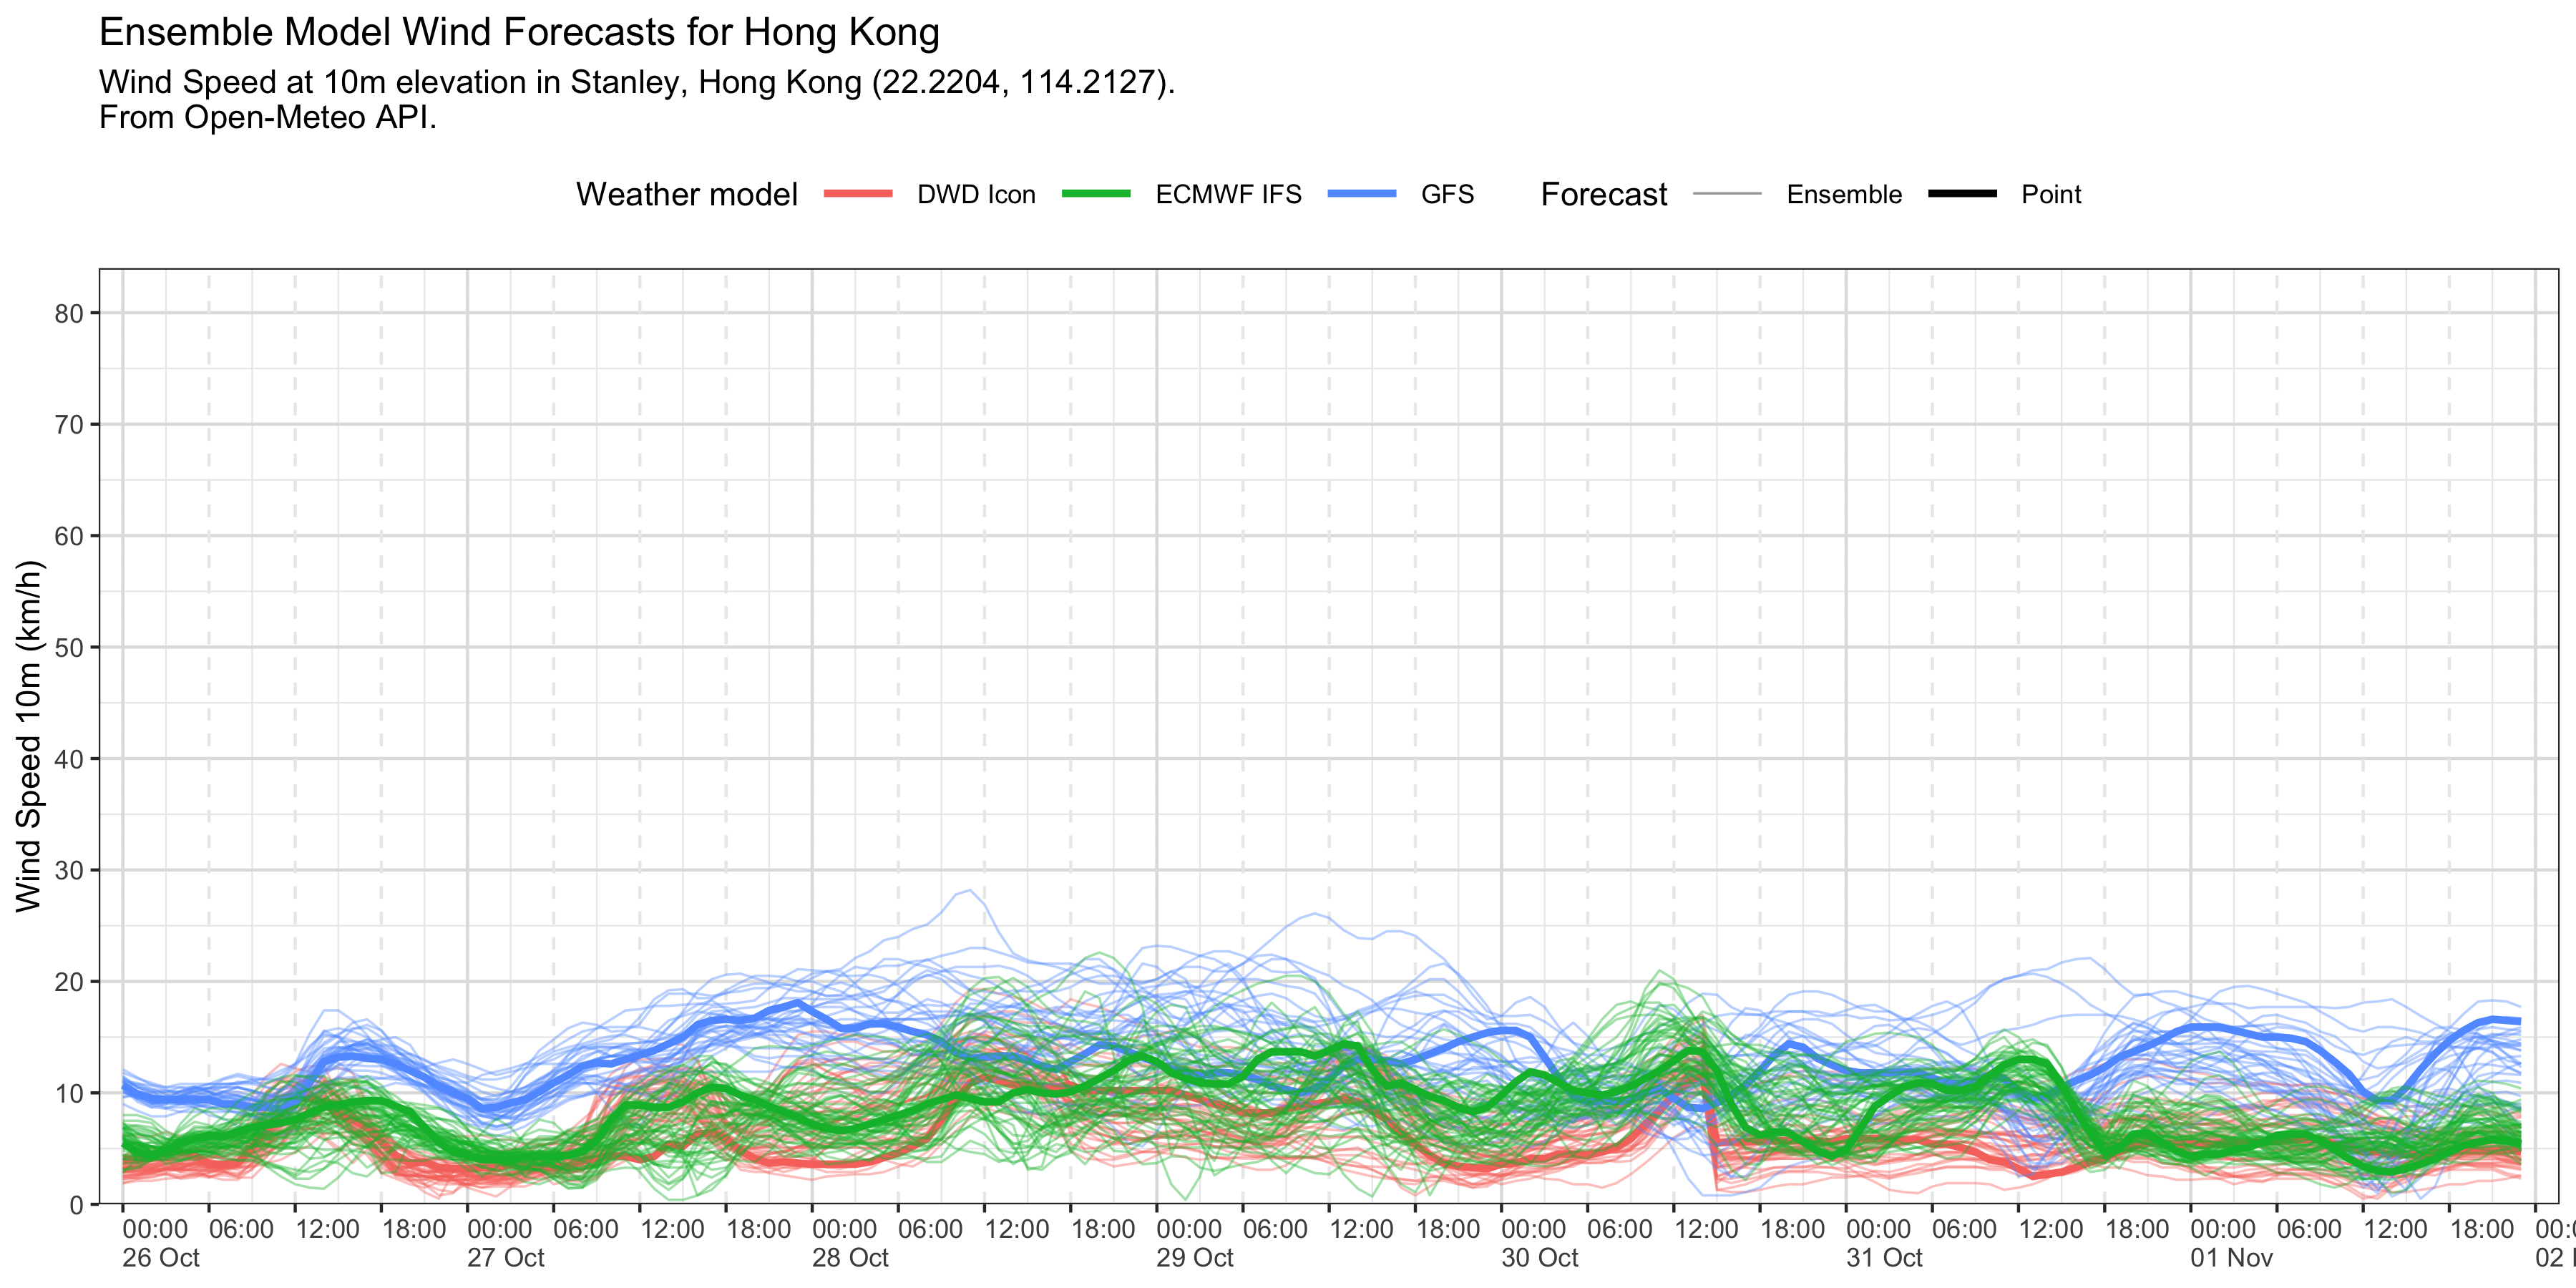 Ensemble Model Wind Forecasts for Hong Kong
Wind Speed at 10m elevation in Stanley, Hong Kong (22.2204, 114.2127).
From Open-Meteo API.
Weather model DWD Icon ECMWF IFS GFS Forecast Ensemble Point
Wind Speed 10m (km/h)
80
70
60
50
40
30
20
10
0
00:00 06:00 12:00 18:00 00:00 06:00 12:00 18:00 00:00 06:00 12:00 18:00 00:00 06:00 12:00 18:00 00:00 06:00 12:00 18:00 00:00 06:00 12:00 18:00 00:00 06:00 12:00 18:00
26 Oct 27 Oct 28 Oct 29 Oct 30 Oct 31 Oct 01 Nov 02